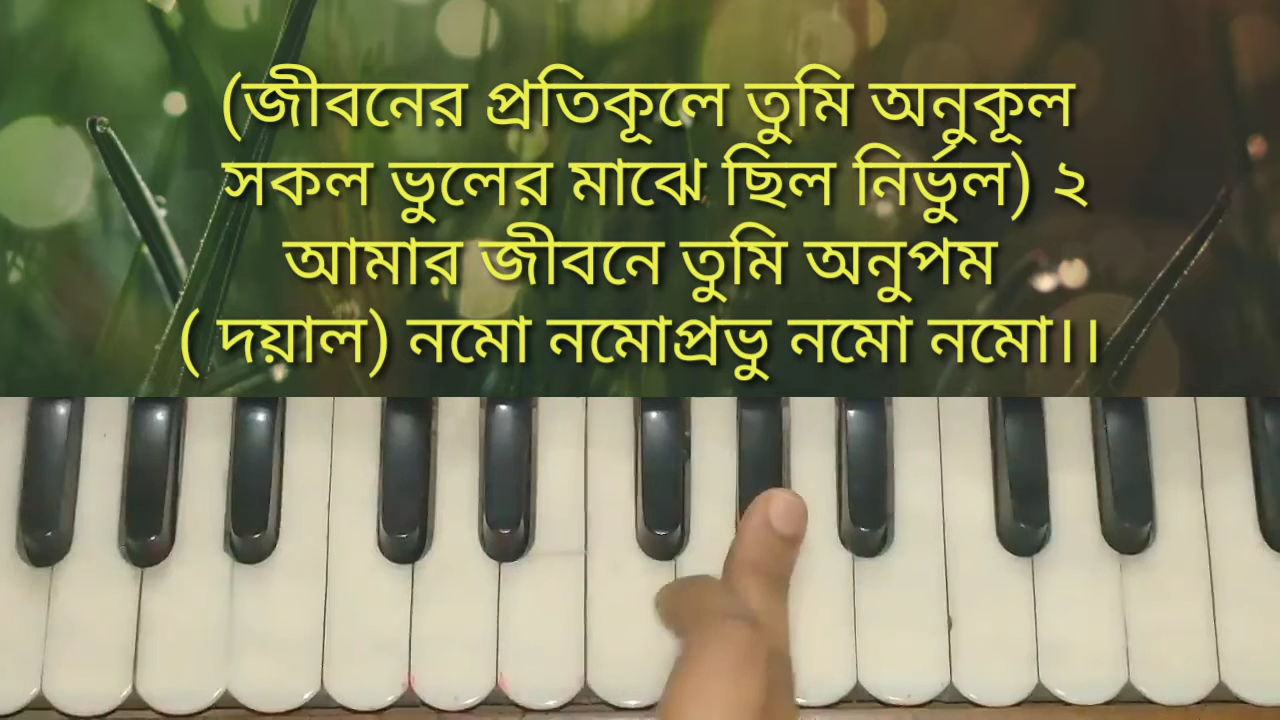 (জীবনের প্রতিকূলে তুমি অনুকূল
সকল ভুলের মাঝে ছিল নির্ভুল) ২
আমার জীবনে তুমি অনুপম
( দয়াল) নমো নমোপ্রভু নমো নমো।।